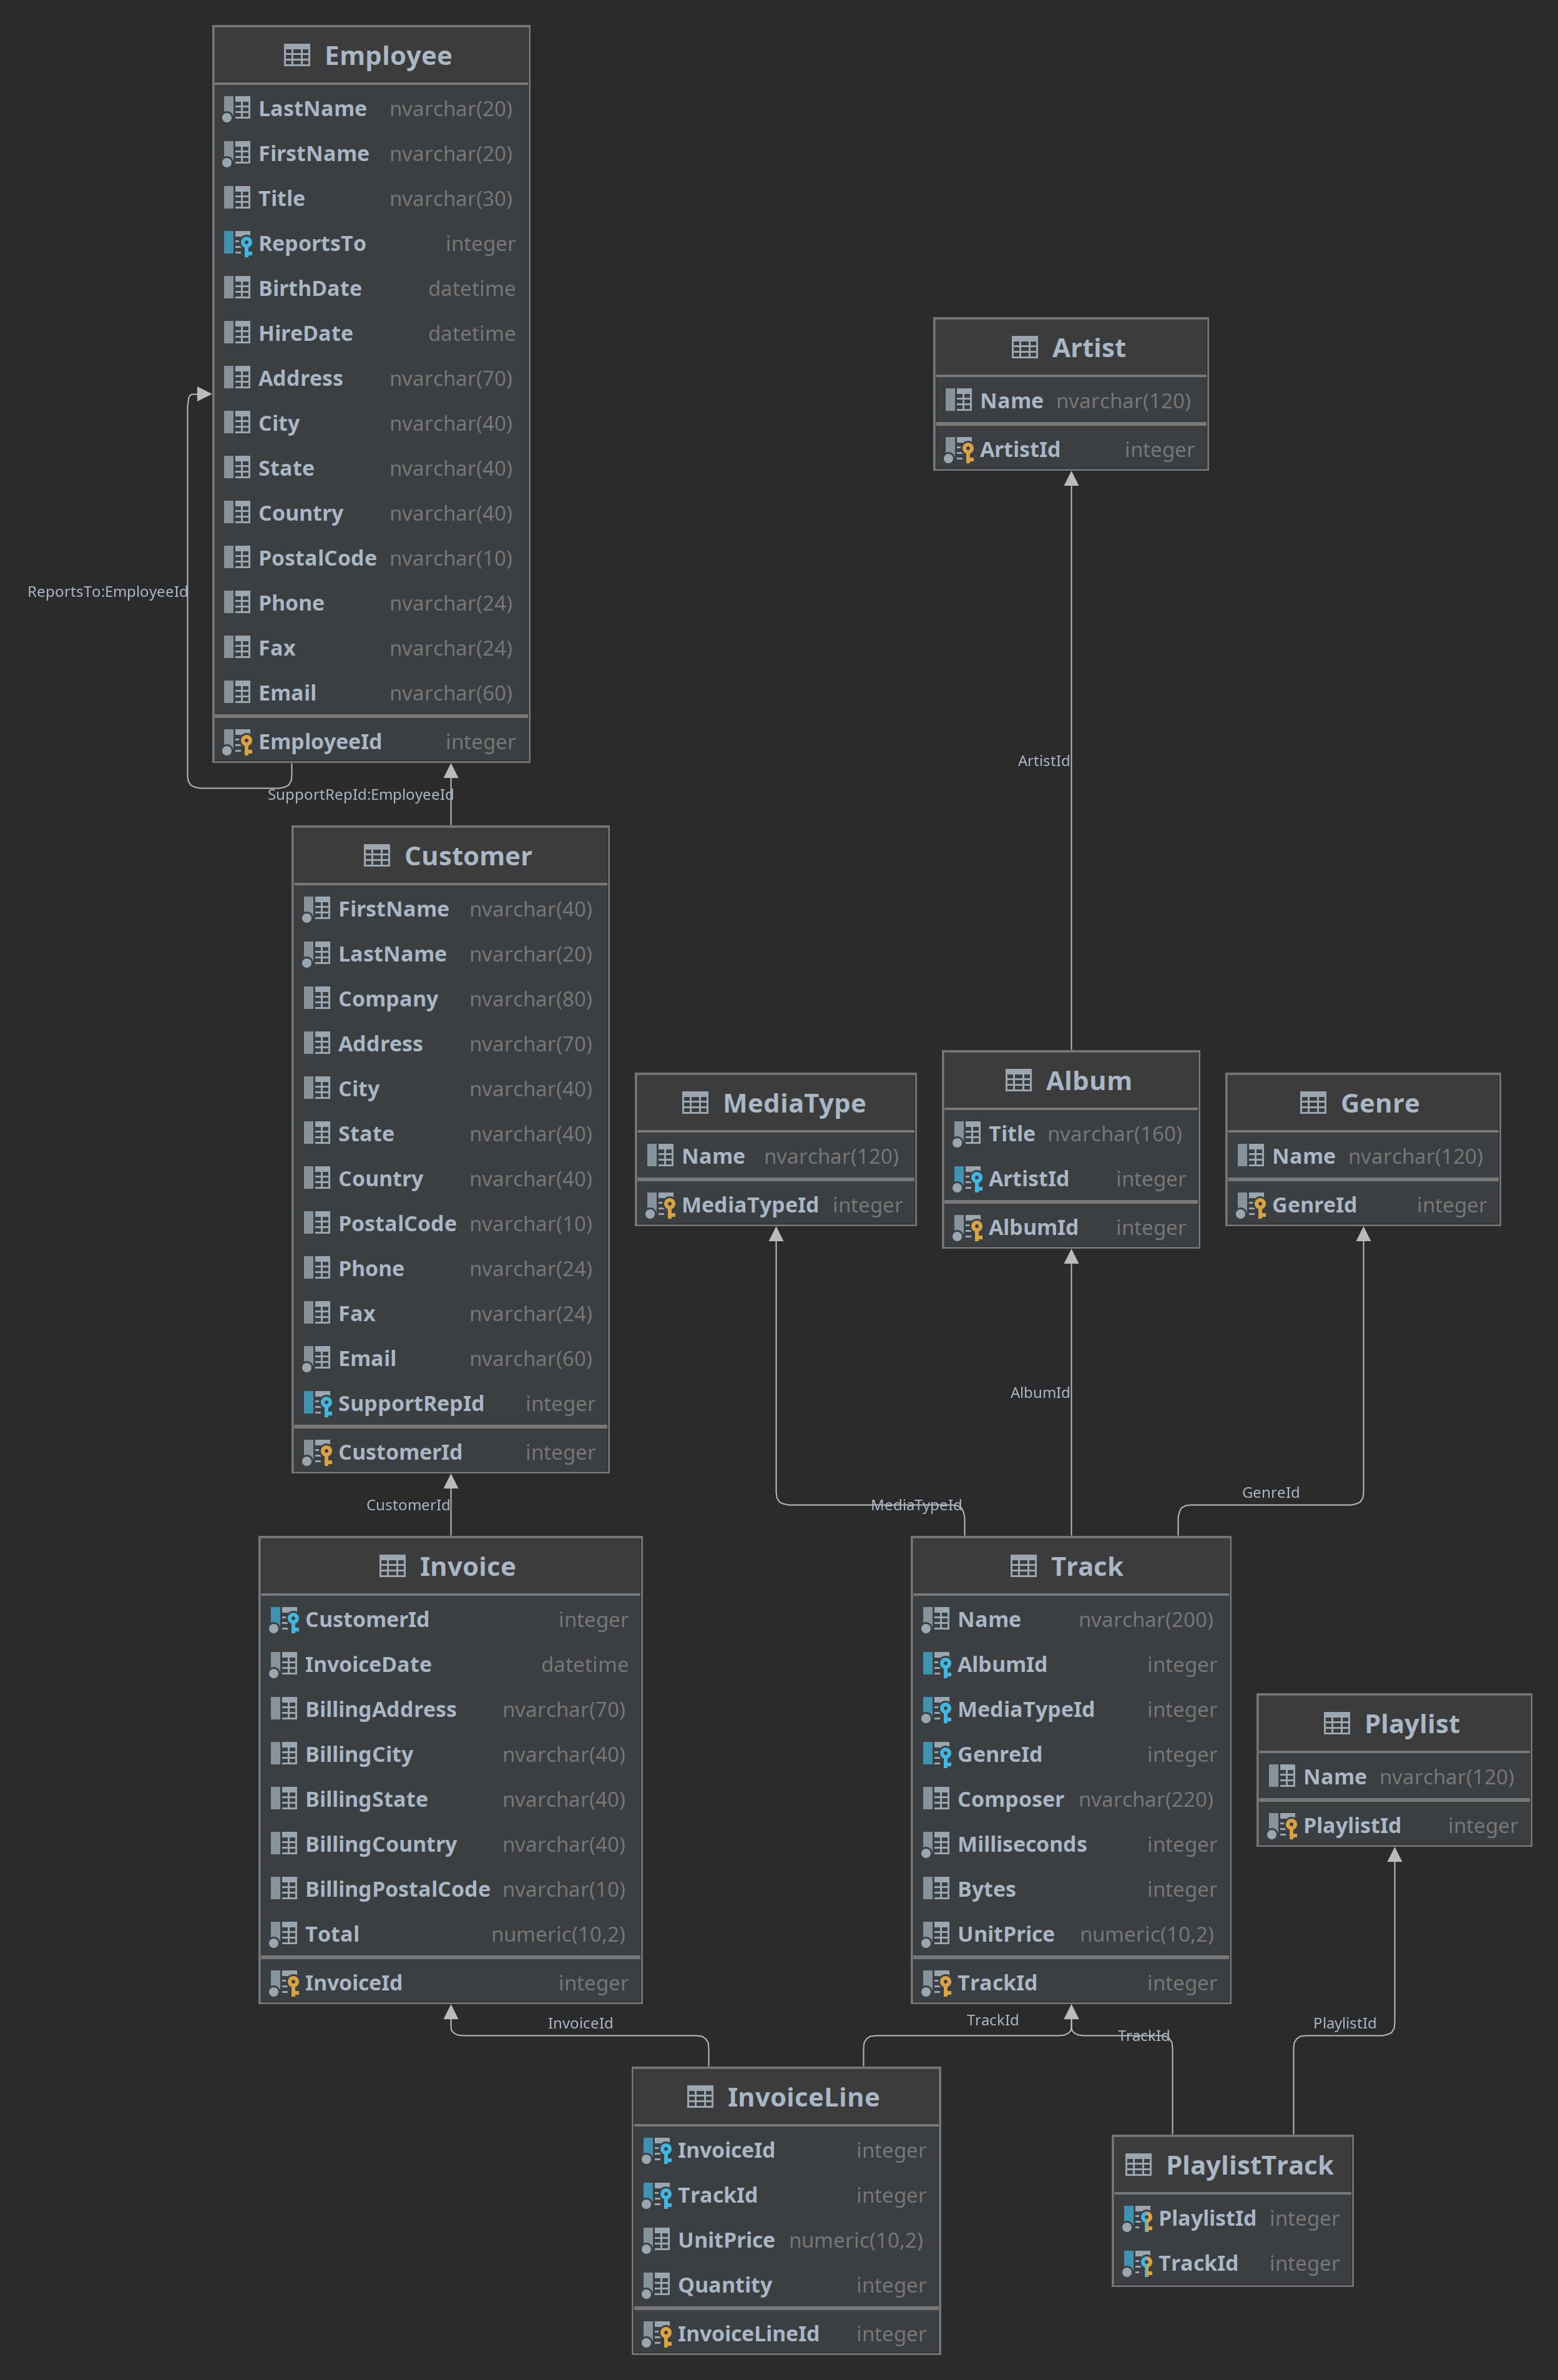 Employee
LastName nvarchar(20)
FirstName nvarchar(20)
Title nvarchar(30)
ReportsTo integer
BirthDate datetime
HireDate datetime
Address nvarchar(70)
City nvarchar(40)
State nvarchar(40)
Country nvarchar(40)
PostalCode nvarchar(10)
Phone nvarchar(24)
Fax nvarchar(24)
Email nvarchar(60)
EmployeeId integer
ReportsTo:EmployeeId
SupportRepId:EmployeeId
Artist
Name nvarchar(120)
ArtistId integer
ArtistId
Customer
FirstName nvarchar(40)
LastName nvarchar(20)
Company nvarchar(80)
Address nvarchar(70)
City nvarchar(40)
State nvarchar(40)
Country nvarchar(40)
PostalCode nvarchar(10)
Phone nvarchar(24)
Fax nvarchar(24)
Email nvarchar(60)
SupportRepId integer
CustomerId integer
MediaType
Name nvarchar(120)
MediaTypeId integer
Album
Title nvarchar(160)
ArtistId integer
AlbumId integer
Genre
Name nvarchar(120)
GenreId integer
AlbumId
CustomerId
MediaTypeId
GenreId
Invoice
CustomerId integer
InvoiceDate datetime
BillingAddress nvarchar(70)
BillingCity nvarchar(40)
BillingState nvarchar(40)
BillingCountry nvarchar(40)
BillingPostalCode nvarchar(10)
Total numeric(10,2)
InvoiceId integer
Track
Name nvarchar(200)
AlbumId integer
MediaTypeId integer
GenreId integer
Composer nvarchar(220)
Milliseconds integer
Bytes integer
UnitPrice numeric(10,2)
TrackId integer
Playlist
Name nvarchar(120)
PlaylistId integer
InvoiceId
TrackId
TrackId
PlaylistId
InvoiceLine
InvoiceId integer
TrackId integer
UnitPrice numeric(10,2)
Quantity integer
InvoiceLineId integer
PlaylistTrack
PlaylistId integer
TrackId integer